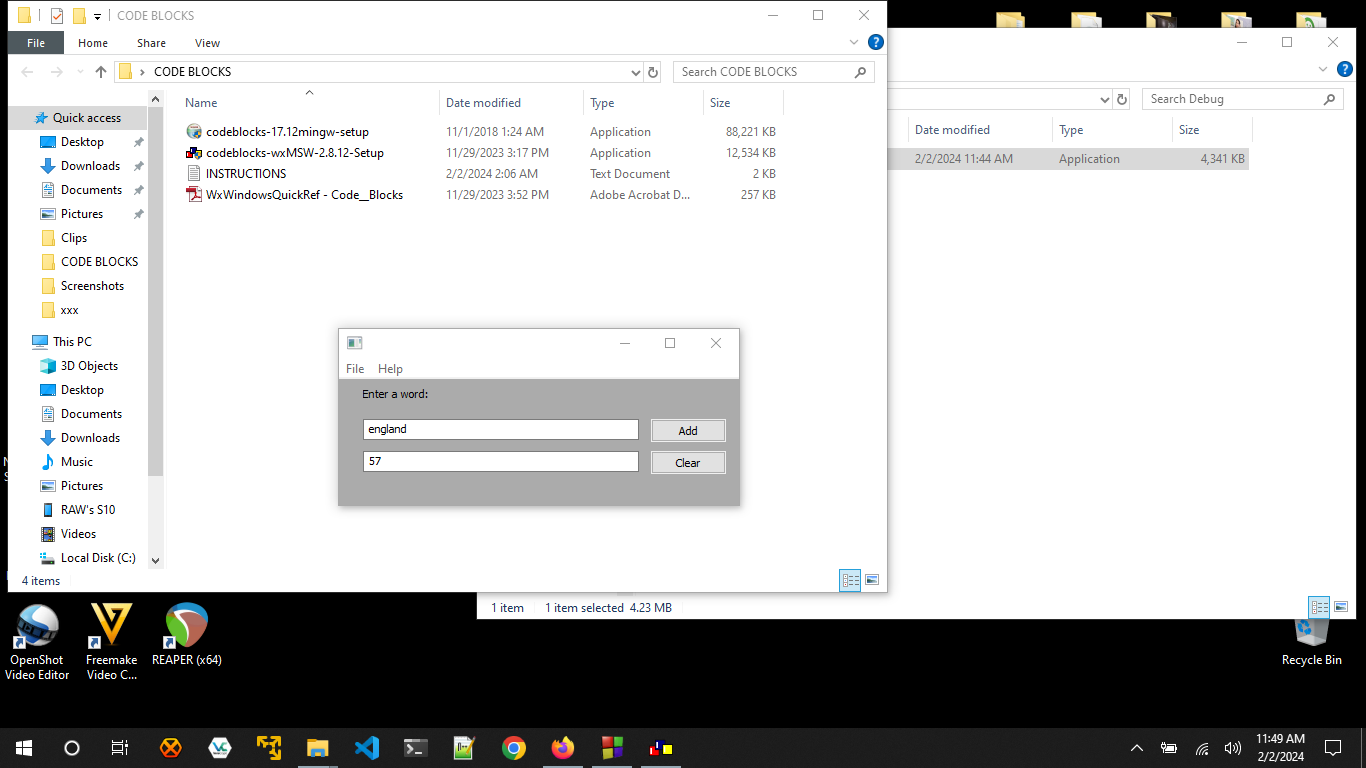 CODE BLOCKS
File Home Share View
CODE BLOCKS
Search CODE BLOCKS
Name Date modified Type Size
codeblocks-17.12mingw-setup 11/1/2018 1:24 AM Application 88,221 KB
codeblocks-wxMSW-2.8.12-Setup 11/29/2023 3:17 PM Application 12,534 KB
INSTRUCTIONS 2/2/2024 2:06 AM Text Document 2 KB
WxWindowsQuickRef - Code__Blocks 11/29/2023 3:52 PM Adobe Acrobat D... 257 KB
Quick access
Desktop
Downloads
Documents
Pictures
Clips
CODE BLOCKS
Screenshots
xxx
This PC
3D Objects
Desktop
Documents
Downloads
Music
Pictures
RAW's S10
Videos
Local Disk (C:)
4 items
Search Debug
Date modified Type Size
2/2/2024 11:44 AM Application 4,341 KB
1 item 1 item selected 4.23 MB
File Help
Enter a word:
england
Add
57
Clear
OpenShot
Video Editor
Freemake
Video C...
REAPER (x64)
Recycle Bin
11:49 AM
2/2/2024